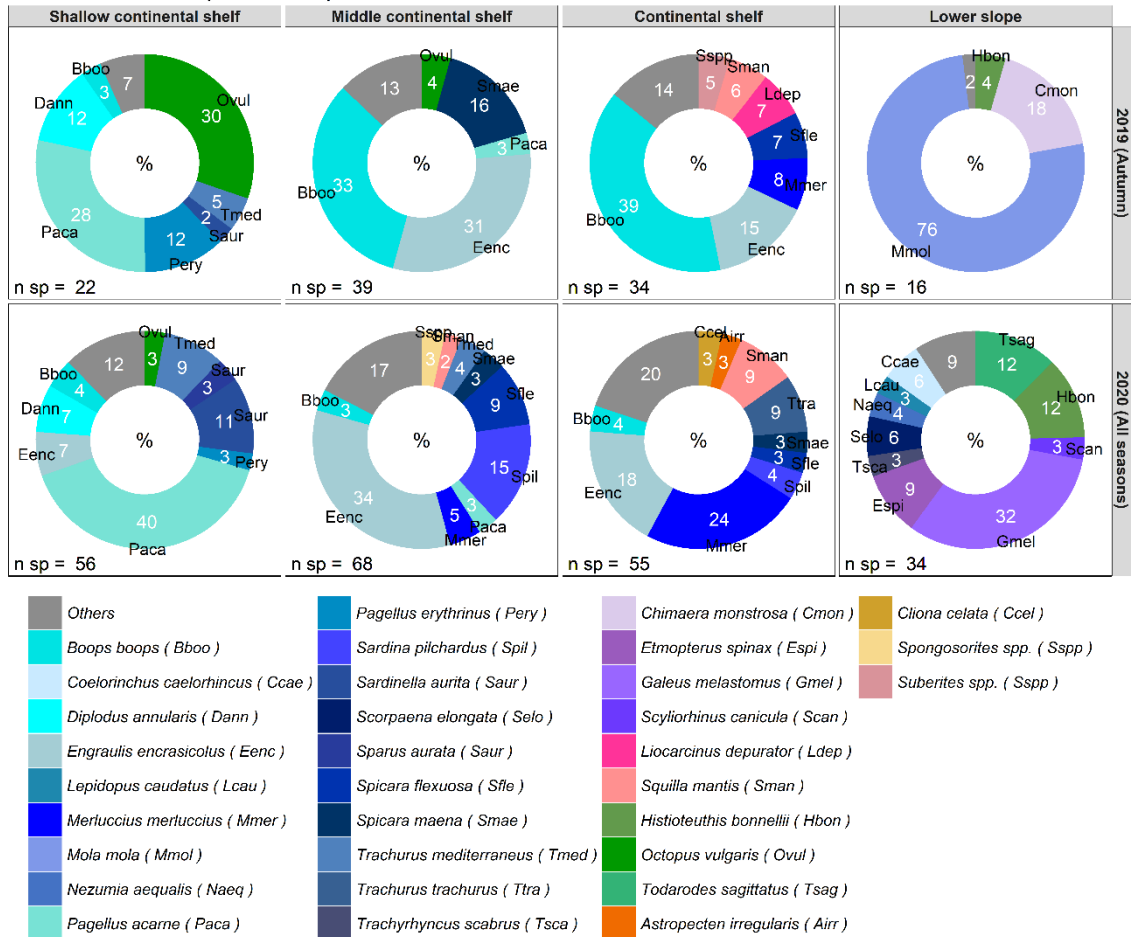 Shallow continental shelf
Middle continental shelf
Continental shelf
Lower slope
2019 (Autumn)
Ovul
30
5
Tmed
2
Saur
12
Pery
28
Paca
12
Dann
3
Bboo
7
%
n sp = 22
Ovul
4
Smae
16
3
Paca
31
Eenc
33
Bboo
13
%
n sp = 39
Sspp
5
Sman
6
Ldep
7
Sfle
7
Mmer
8
15
Eenc
39
Bboo
14
%
n sp = 34
Hbon
4
Cmon
18
76
Mmol
2
%
n sp = 16
2020 (All seasons)
Ovul
3
Tmed
9
Saur
3
Saur
11
Pery
3
40
Paca
7
Eenc
7
Dann
4
Bboo
12
%
n sp = 56
Sspp
3
Sman
2
Tmed
4
Smae
3
Sfle
9
Spil
15
3
Paca
5
Mmer
34
Eenc
3
Bboo
17
%
n sp = 68
Ccel
3
Airr
3
Sman
9
Ttra
9
Smae
3
Sfle
3
Spil
4
24
Mmer
18
Eenc
4
Bboo
20
%
n sp = 55
Tsag
12
Hbon
12
Scan
3
32
Gmel
9
Espi
3
Tsca
6
Selo
4
Naeq
3
Lcau
6
Ccae
9
%
n sp = 34
Others
Boops boops ( Bboo )
Coelorinchus caelorhincus ( Ccae )
Diplodus annularis ( Dann )
Engraulis encrasicolus ( Eenc )
Lepidopus caudatus ( Lcau )
Merluccius merluccius ( Mmer )
Mola mola ( Mmol )
Nezumia aequalis ( Naeq )
Pagellus acarne ( Paca )
Pagellus erythrinus ( Pery )
Sardina pilchardus ( Spil )
Sardinella aurita ( Saur )
Scorpaena elongata ( Selo )
Sparus aurata ( Saur )
Spicara flexuosa ( Sfle )
Spicara maena ( Smae )
Trachurus mediterraneus ( Tmed )
Trachurus trachurus ( Ttra )
Trachyrhyncus scabrus ( Tsca )
Chimaera monstrosa ( Cmon )
Etmopterus spinax ( Espi )
Galeus melastomus ( Gmel )
Scyliorhinus canicula ( Scan )
Liocarcinus depurator ( Ldep )
Squilla mantis ( Sman )
Histioteuthis bonnellii ( Hbon )
Octopus vulgaris ( Ovul )
Todarodes sagittatus ( Tsag )
Astropecten irregularis ( Airr )
Cliona celata ( Ccel )
Spongosorites spp. ( Sspp )
Suberites spp. ( Sspp )